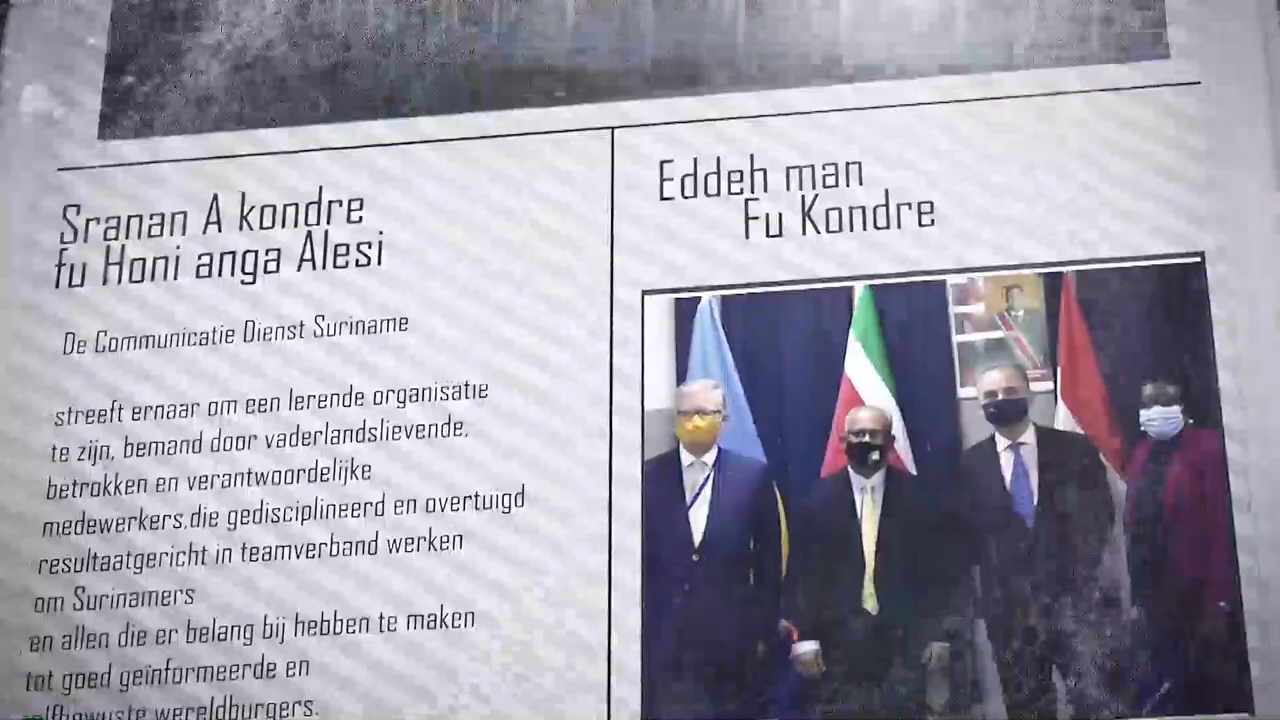 Sranan A kondre
fu Honi anga Alesi
De Communicatie Dienst Suriname
streeft ernaar om een lerende organisatie
te zijn, bemand door vaderlandslievende,
betrokken en verantwoordelijke
medewerkers,die gedisciplineerd en overtuigd
resultaatgericht in teamverband werken
om Surinamers
en allen die er belang bij hebben te maken
tot goed geïnformeerde en
wereldburgers.
Eddeh man
Fu Kondre